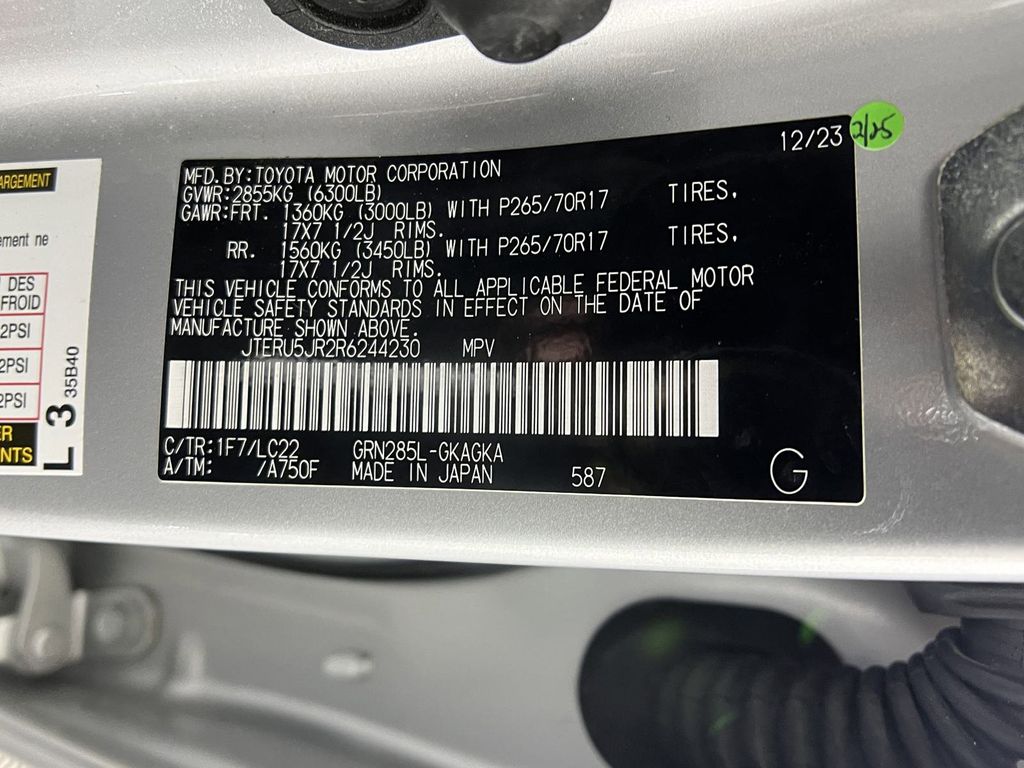 12/23
2/25
MFD.BY:TOYOTA MOTOR CORPORATION
GVWR:2855KG (6300LB)
GAWR:FRT. 1360KG (3000LB) WITH P265/70R17 TIRES,
17X7 1/2J RIMS.
RR. 1560KG (3450LB) WITH P265/70R17 TIRES,
17X7 1/2J RIMS.
THIS VEHICLE CONFORMS TO ALL APPLICABLE FEDERAL MOTOR
VEHICLE SAFETY STANDARDS IN EFFECT ON THE DATE OF
MANUFACTURE SHOWN ABOVE.
JTERU5JR2R6244230 MPV
C/TR:1F7/LC22 GRN285L-GKAGKA
A/TM: /A750F MADE IN JAPAN 587
G
ARGEMENT
ement ne
DES
FROID
2PSI
2PSI
2PSI
ER
NTS
L 3
35B40